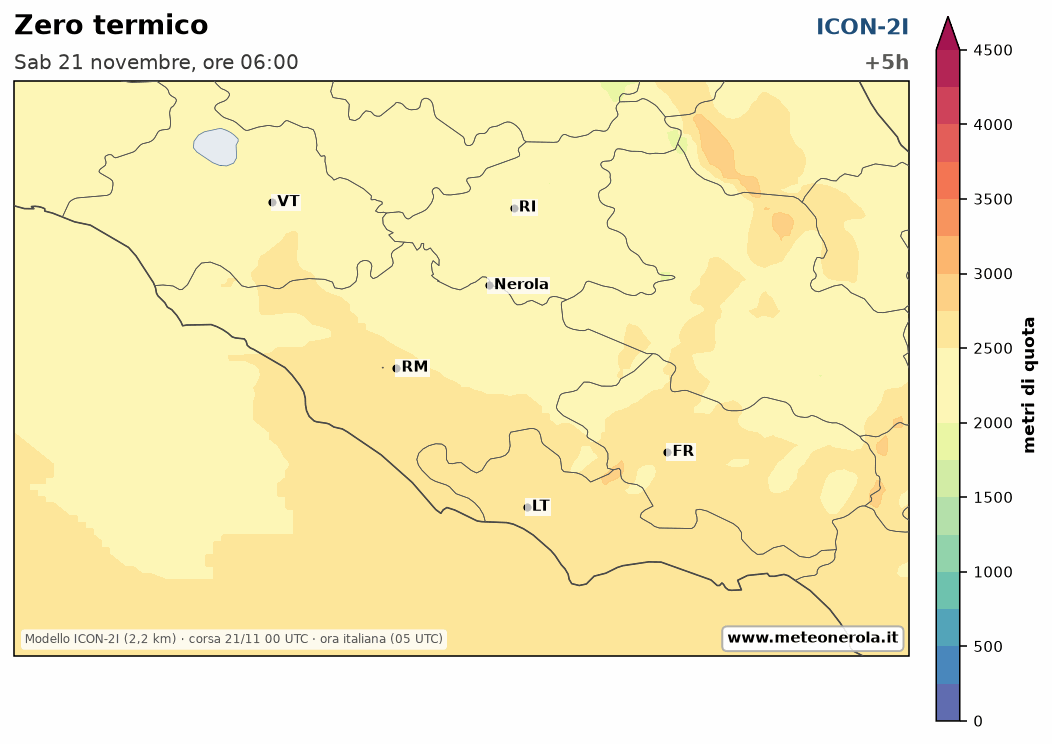 Zero termico
ICON-2I
Sab 21 novembre, ore 06:00
+5h
VT
RI
Nerola
RM
FR
LT
4500
4000
3500
3000
2500
2000
1500
1000
500
0
metri di quota
Modello ICON-2I (2,2 km) · corsa 21/11 00 UTC · ora italiana (05 UTC)
www.meteonerola.it